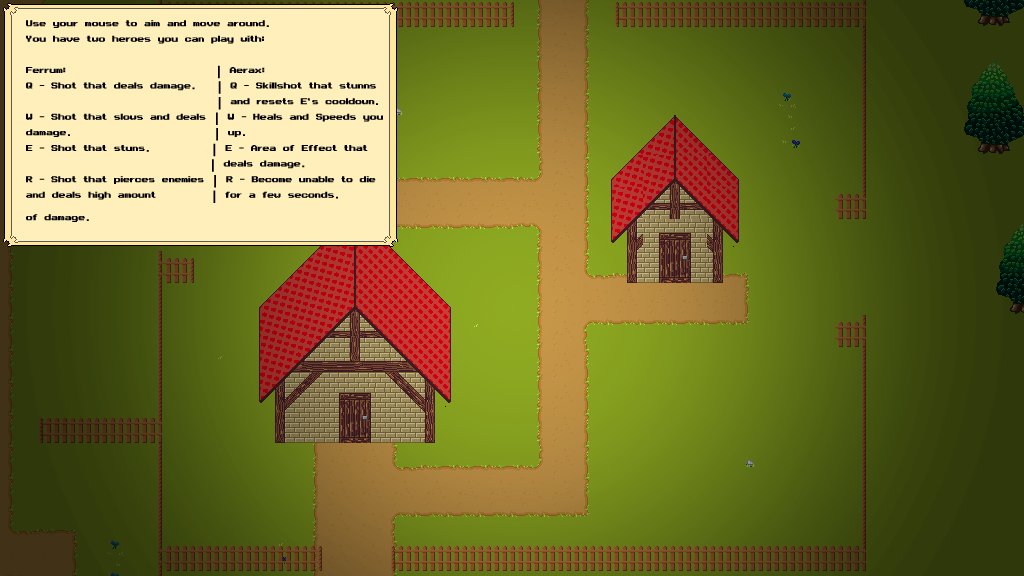 Use your mouse to aim and move around.
You have two heroes you can play with:
Ferrum: | Aerax:
Q - Shot that deals damage. | Q - Skillshot that stunns
| and resets E's cooldoun.
W - Shot that slows and deals | W - Heals and Speeds you
damage. | up.
E - Shot that stuns. | E - Area of Effect that
| deals damage.
R - Shot that pierces enemies | R - Become unable to die
and deals high amount | for a few seconds.
of damage.